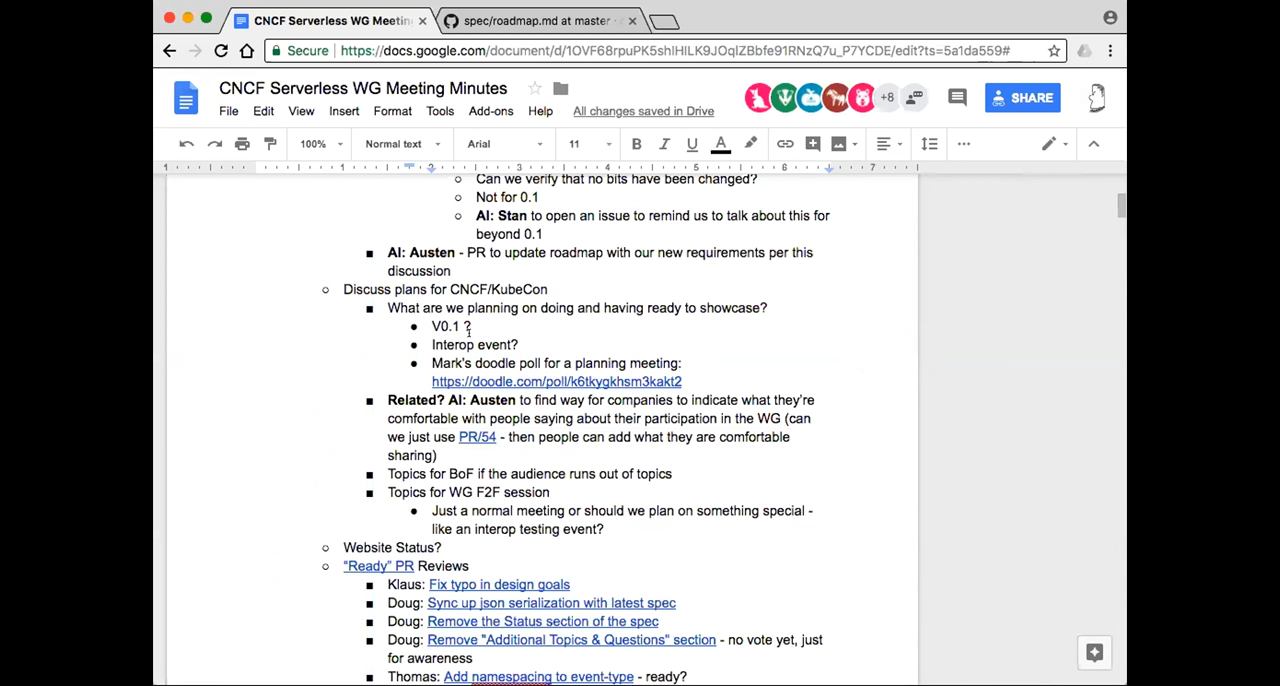 CNCF Serverless WG Meetin
spec/roadmap.md at master
Secure
https://docs.google.com/document/d/1OVF68rpuPK5shlHILK9JOqlZBbfe91RNzQ7u_P7YCDE/edit?ts=5a1da559#
CNCF Serverless WG Meeting Minutes
+8
SHARE
File Edit View Insert Format Tools Add-ons Help All changes saved in Drive
100% Normal text Arial 11 B I U A
1 1 2 3 4 5 6 7
Can we verify that no bits have been changed?
Not for 0.1
AI: Stan to open an issue to remind us to talk about this for
beyond 0.1
AI: Austen - PR to update roadmap with our new requirements per this
discussion
Discuss plans for CNCF/KubeCon
What are we planning on doing and having ready to showcase?
V0.1 ?
Interop event?
Mark's doodle poll for a planning meeting:
https://doodle.com/poll/k6tkygkhsm3kakt2
Related? AI: Austen to find way for companies to indicate what they're
comfortable with people saying about their participation in the WG (can
we just use PR/54 - then people can add what they are comfortable
sharing)
Topics for BoF if the audience runs out of topics
Topics for WG F2F session
Just a normal meeting or should we plan on something special -
like an interop testing event?
Website Status?
"Ready" PR Reviews
Klaus: Fix typo in design goals
Doug: Sync up json serialization with latest spec
Doug: Remove the Status section of the spec
Doug: Remove "Additional Topics & Questions" section - no vote yet, just
for awareness
Thomas: Add namespacing to event-type - ready?